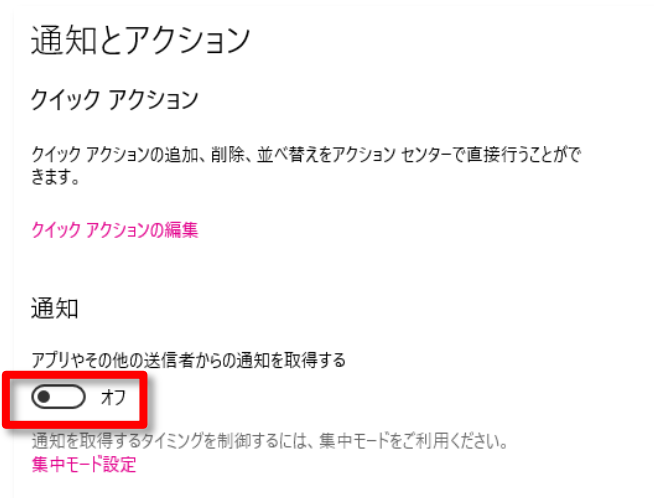 通知とアクション
クイック アクション
クイック アクションの追加、削除、並べ替えをアクション センターで直接行うことがで
きます。
クイック アクションの編集
通知
アプリやその他の送信者からの通知を取得する
オフ
通知を取得するタイミングを制御するには、集中モードをご利用ください。
集中モード設定